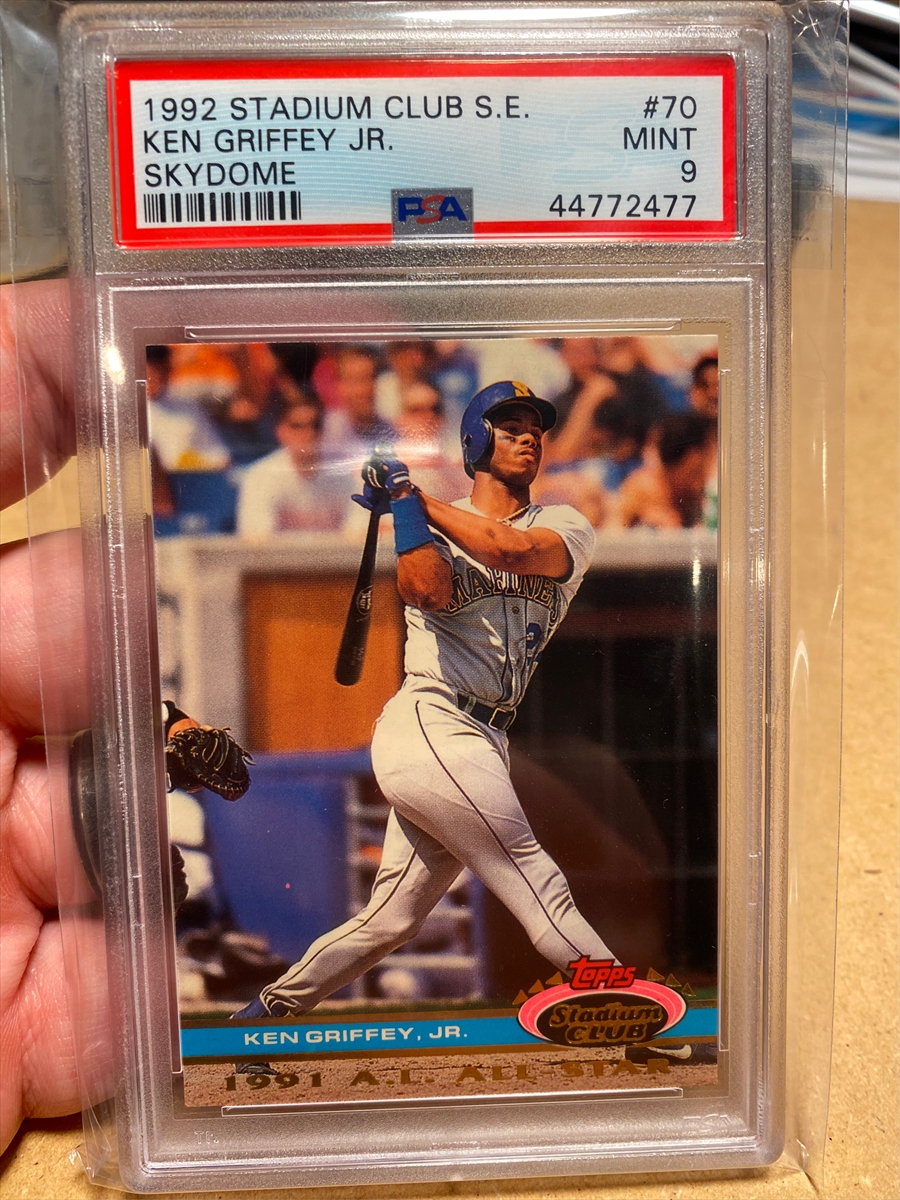 1992 STADIUM CLUB S.E. #70
KEN GRIFFEY JR. MINT
SKYDOME 9
PSA 44772477
M
MARINERS
topps
Stadium
CLUB
KEN GRIFFEY, JR.
1991 A.L. ALL-STAR